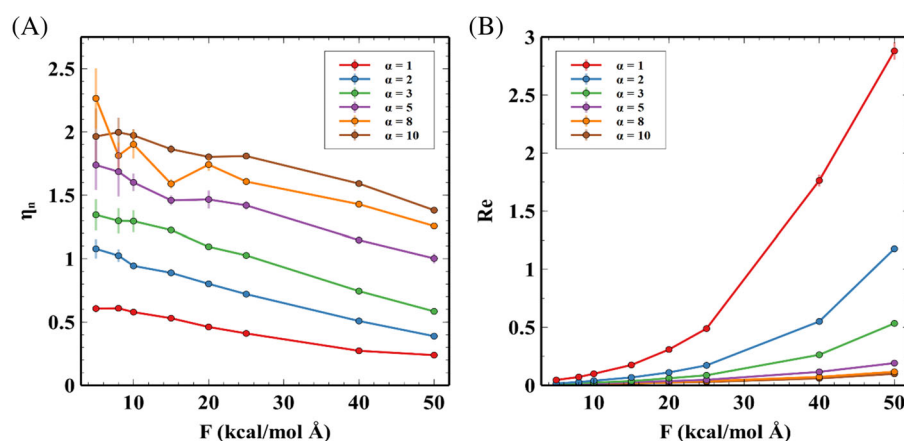 (A)
2.5
2
1.5
1
0.5
0
10 20 30 40 50
ηn
F (kcal/mol Å)
α = 1
α = 2
α = 3
α = 5
α = 8
α = 10
(B)
3
2.5
2
1.5
1
0.5
0
10 20 30 40 50
Re
F (kcal/mol Å)
α = 1
α = 2
α = 3
α = 5
α = 8
α = 10